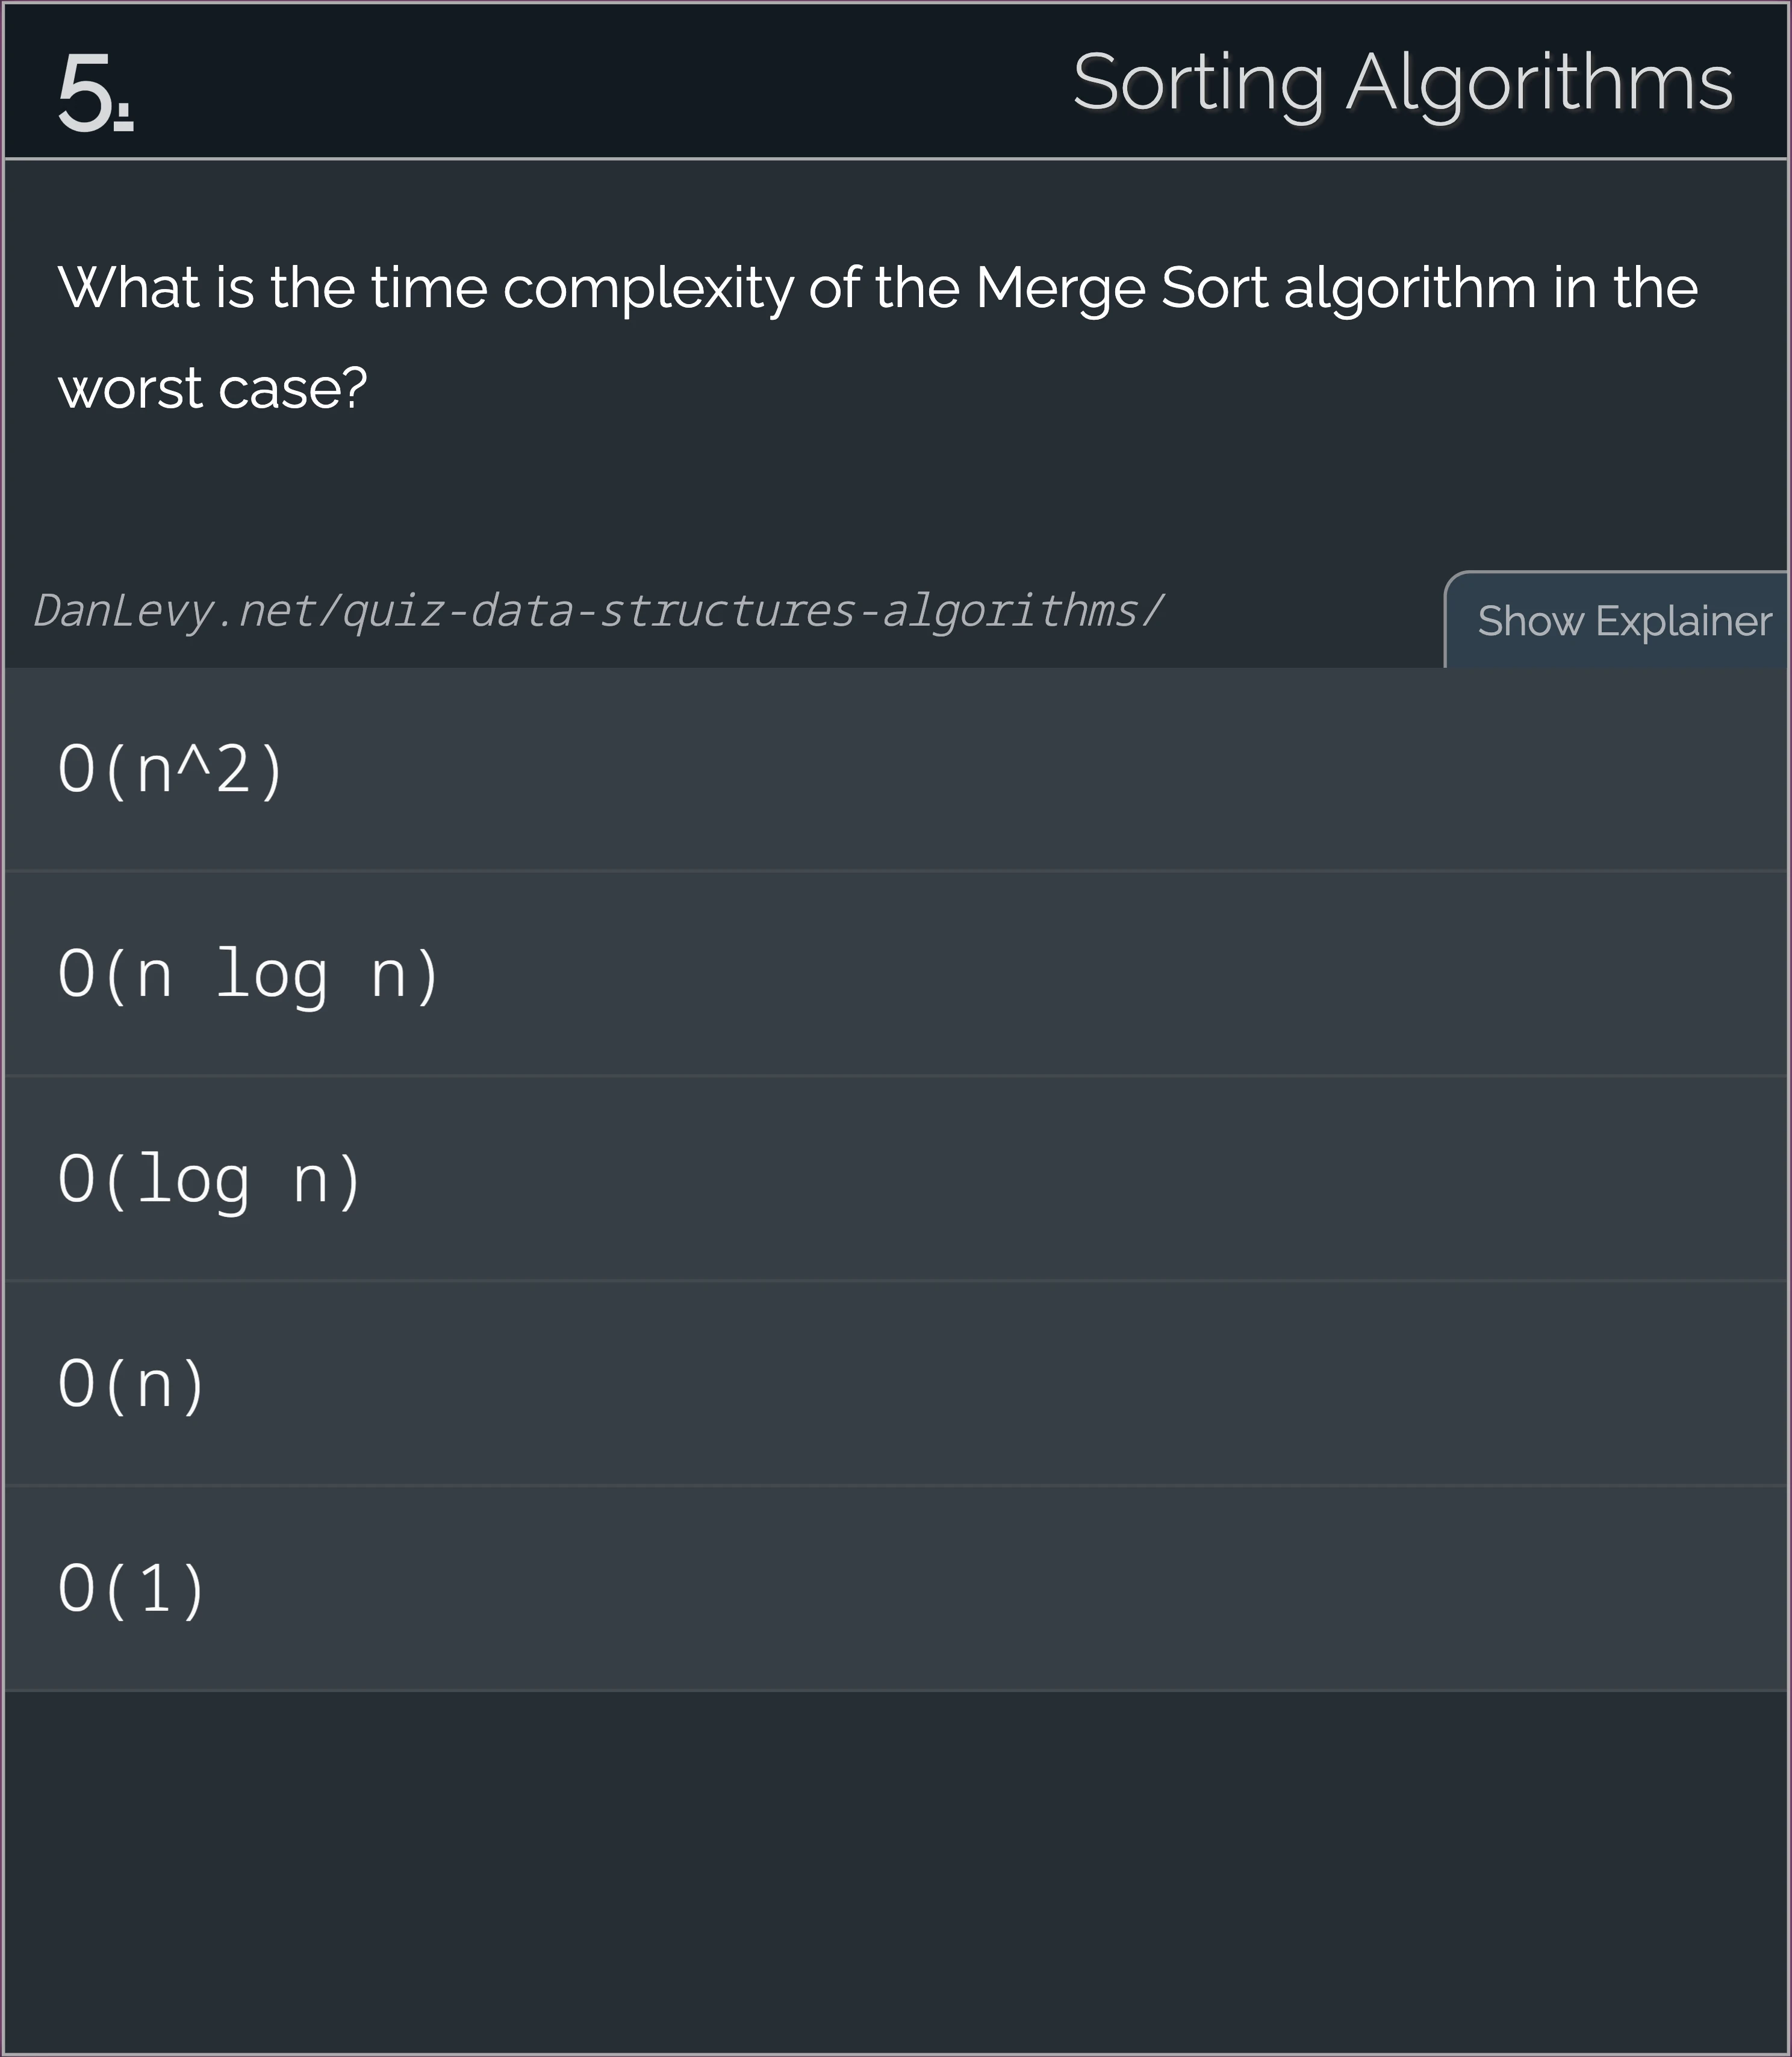 5.
Sorting Algorithms
What is the time complexity of the Merge Sort algorithm in the
worst case?
DanLevy.net/quiz-data-structures-algorithms/
Show Explainer
O(n^2)
O(n log n)
O(log n)
O(n)
O(1)